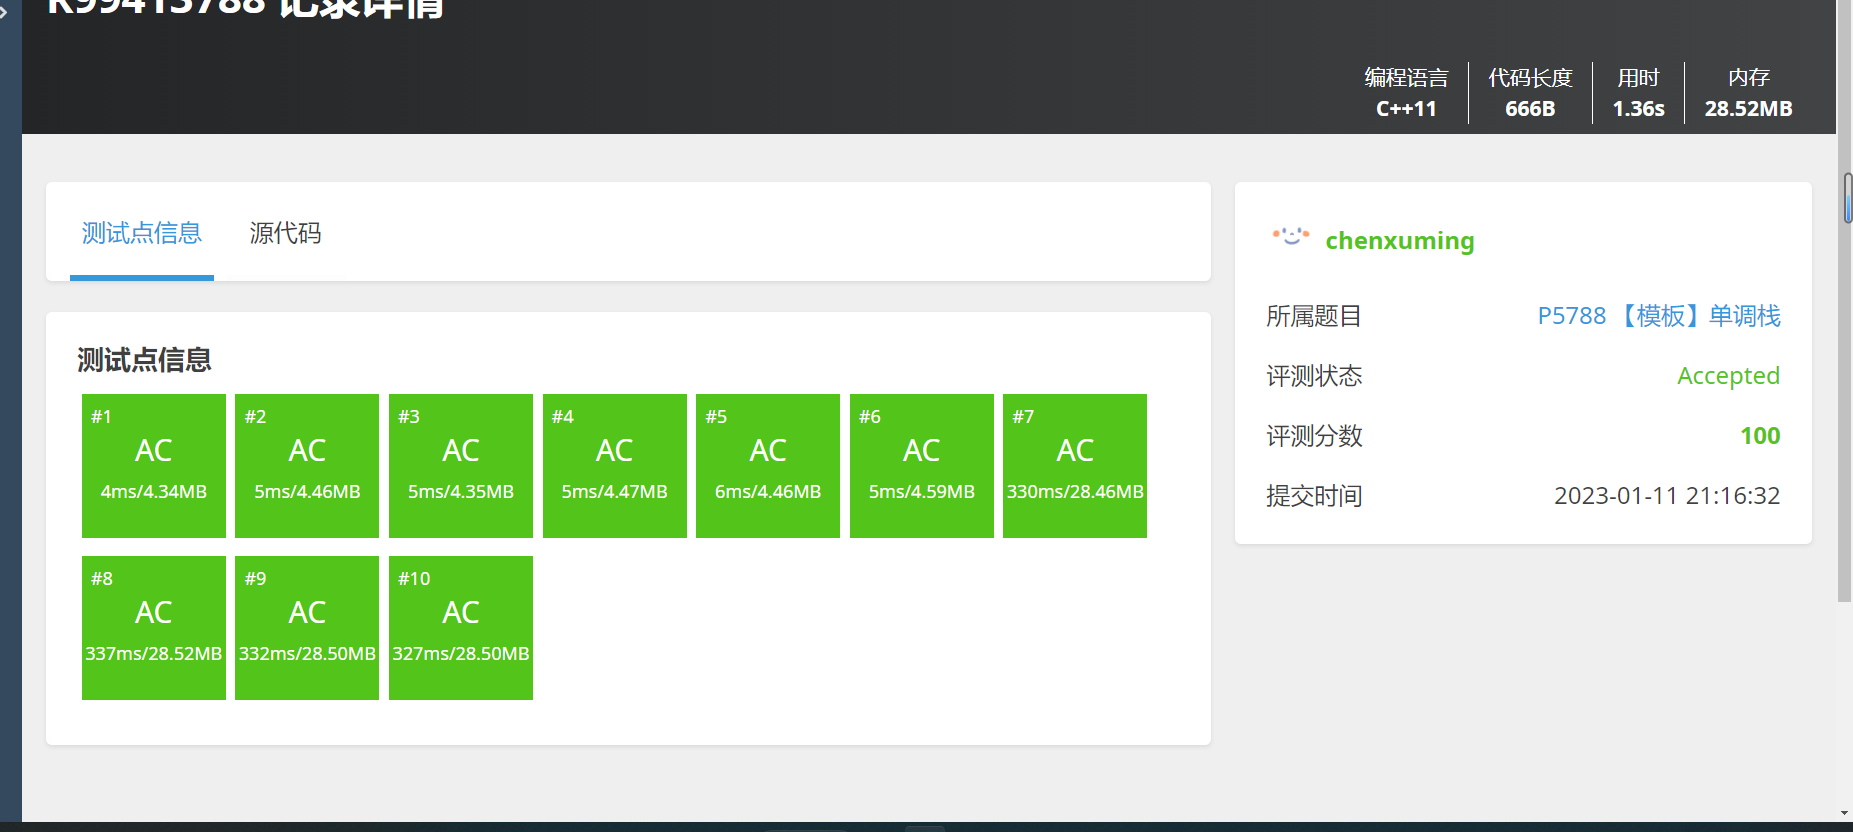 R99413788 记录详情
编程语言 代码长度 用时 内存
C++11 666B 1.36s 28.52MB
测试点信息 源代码
测试点信息
#1 #2 #3 #4 #5 #6 #7
AC AC AC AC AC AC AC
4ms/4.34MB 5ms/4.46MB 5ms/4.35MB 5ms/4.47MB 6ms/4.46MB 5ms/4.59MB 330ms/28.46MB
#8 #9 #10
AC AC AC
337ms/28.52MB 332ms/28.50MB 327ms/28.50MB
chenxuming
所属题目 P5788 【模板】单调栈
评测状态 Accepted
评测分数 100
提交时间 2023-01-11 21:16:32